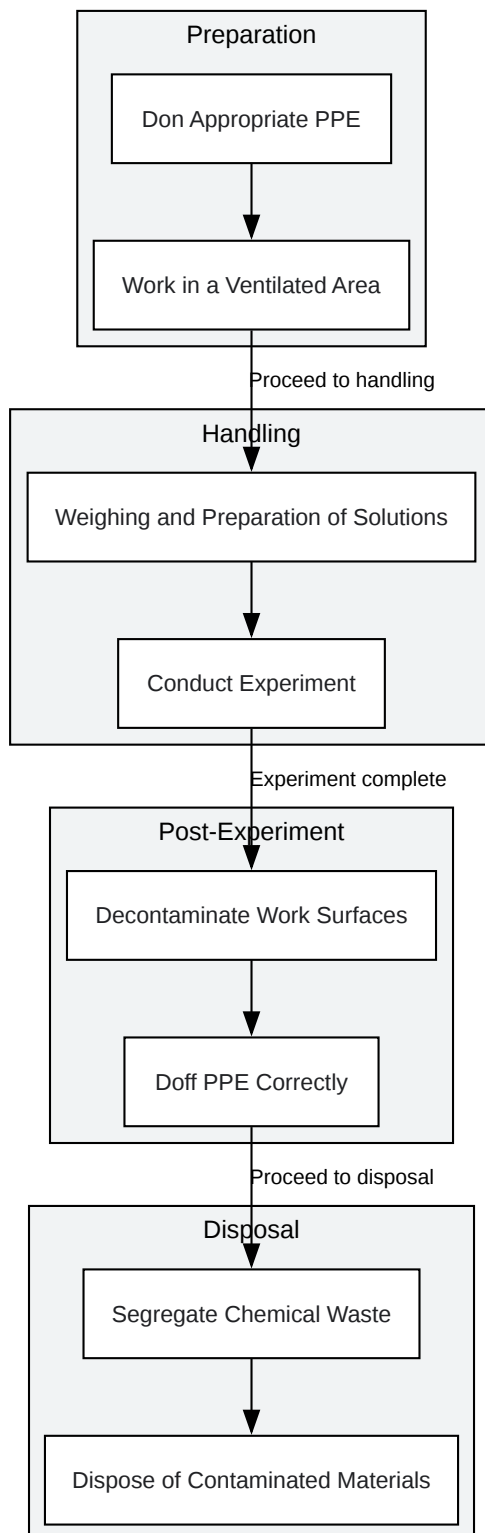 Preparation
Don Appropriate PPE
Work in a Ventilated Area
Proceed to handling
Handling
Weighing and Preparation of Solutions
Conduct Experiment
Experiment complete
Post-Experiment
Decontaminate Work Surfaces
Doff PPE Correctly
Proceed to disposal
Disposal
Segregate Chemical Waste
Dispose of Contaminated Materials